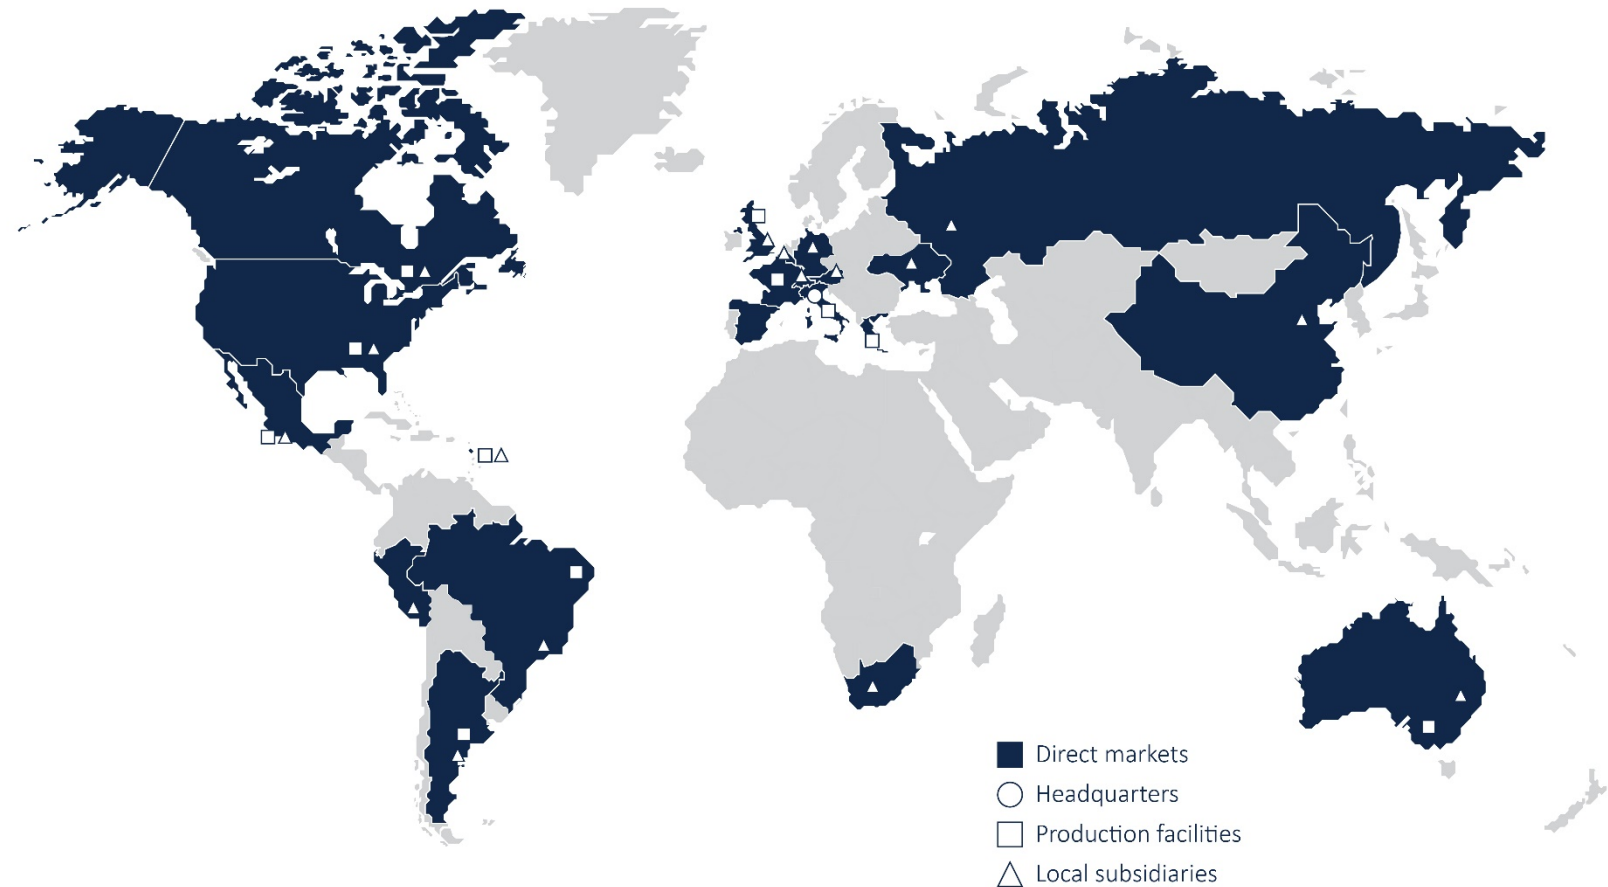 Direct markets
Headquarters
Production facilities
Local subsidiaries